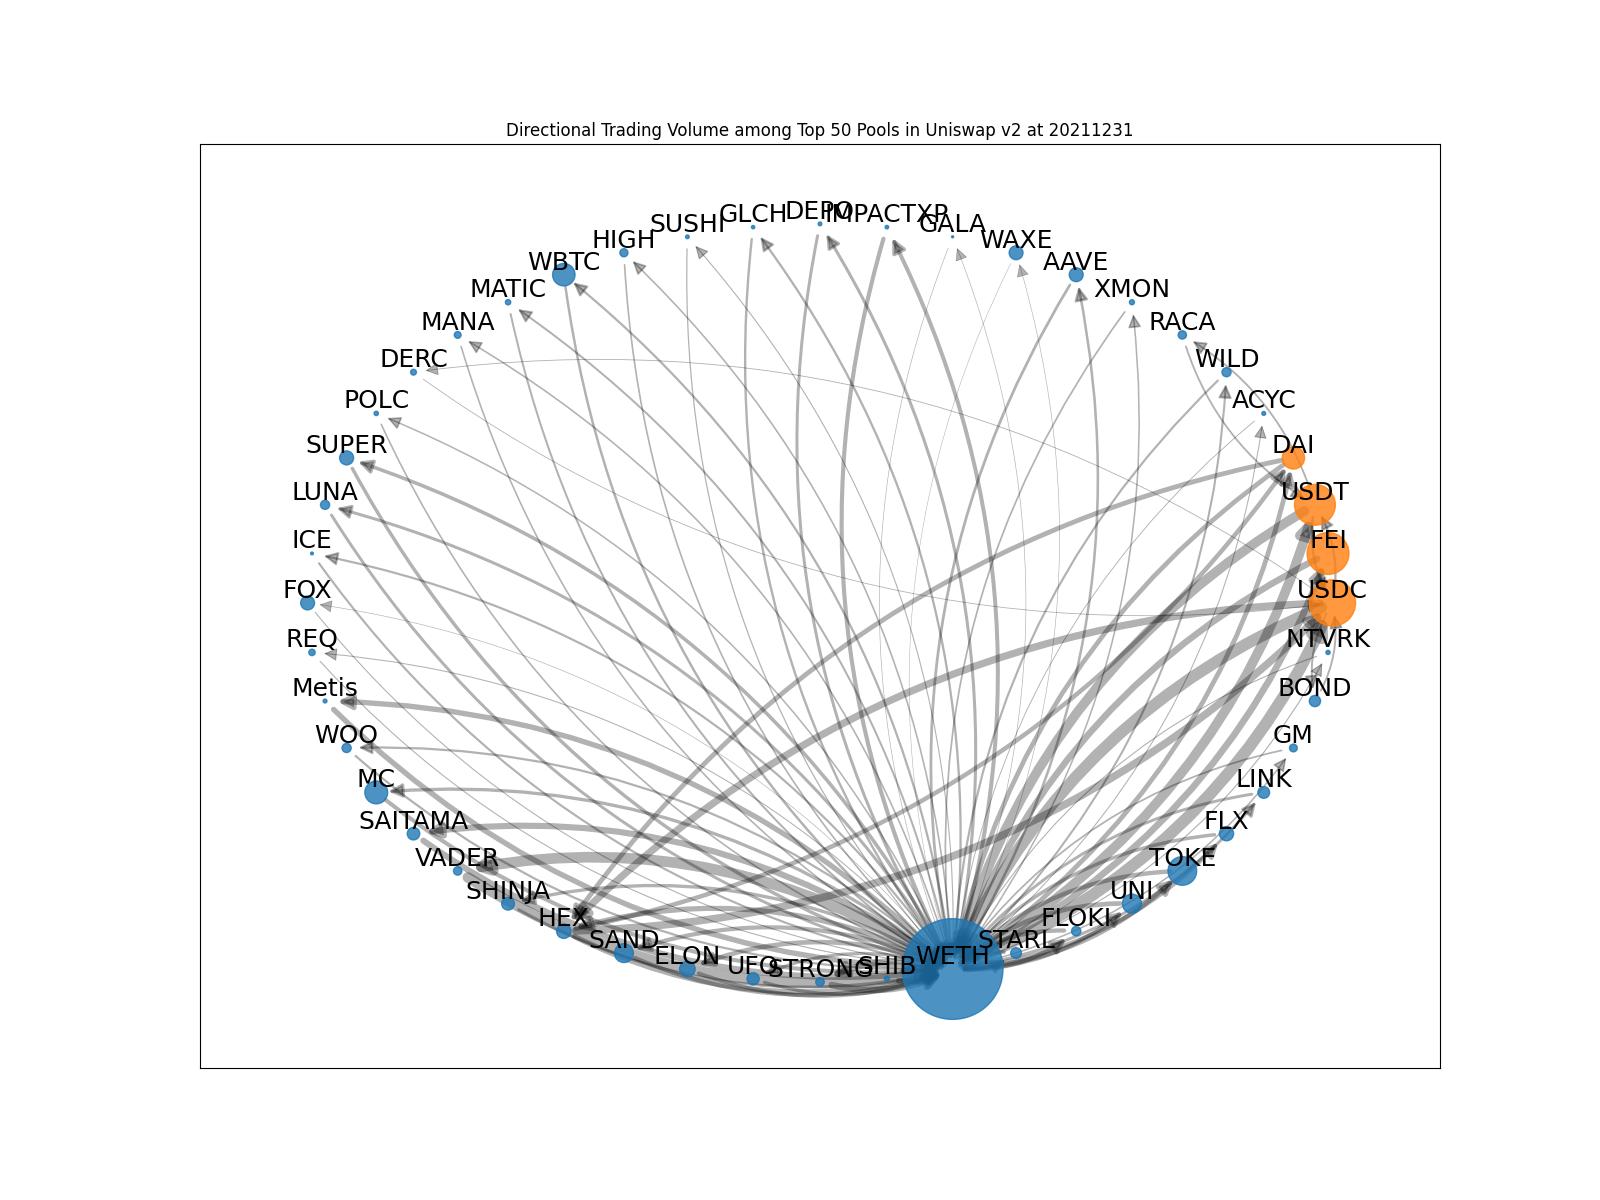 Directional Trading Volume among Top 50 Pools in Uniswap v2 at 20211231
DEPO
IMPACTXP
GLCH
SUSHI
GALA
HIGH
WAXE
WBTC
AAVE
MATIC
XMON
MANA
RACA
DERC
WILD
POLC
ACYC
SUPER
DAI
LUNA
USDT
ICE
FEI
FOX
USDC
REQ
NTVRK
Metis
BOND
WOO
GM
MC
LINK
SAITAMA
FLX
VADER
TOKE
SHINJA
UNI
HEX
FLOKI
SAND
STARL
ELON
WETH
UFO
STRONG
SHIB